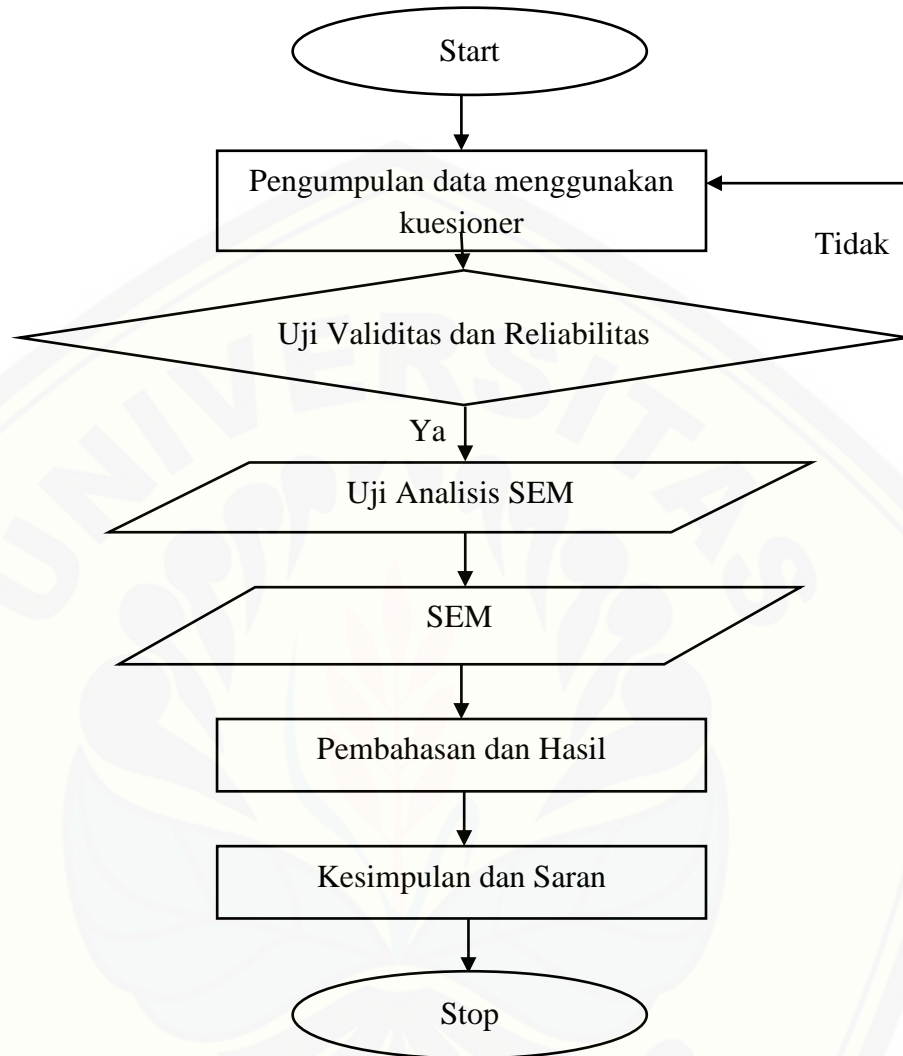 Start
Pengumpulan data menggunakan
kuesioner
Tidak
Uji Validitas dan Reliabilitas
Ya
Uji Analisis SEM
SEM
Pembahasan dan Hasil
Kesimpulan dan Saran
Stop
UNIVERSITAS